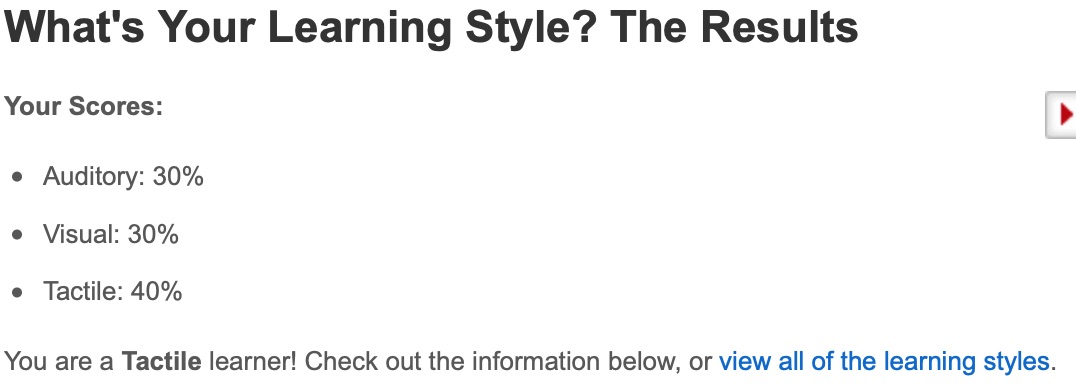 What's Your Learning Style? The Results
Your Scores:
• Auditory: 30%
• Visual: 30%
• Tactile: 40%
You are a Tactile learner! Check out the information below, or view all of the learning styles.